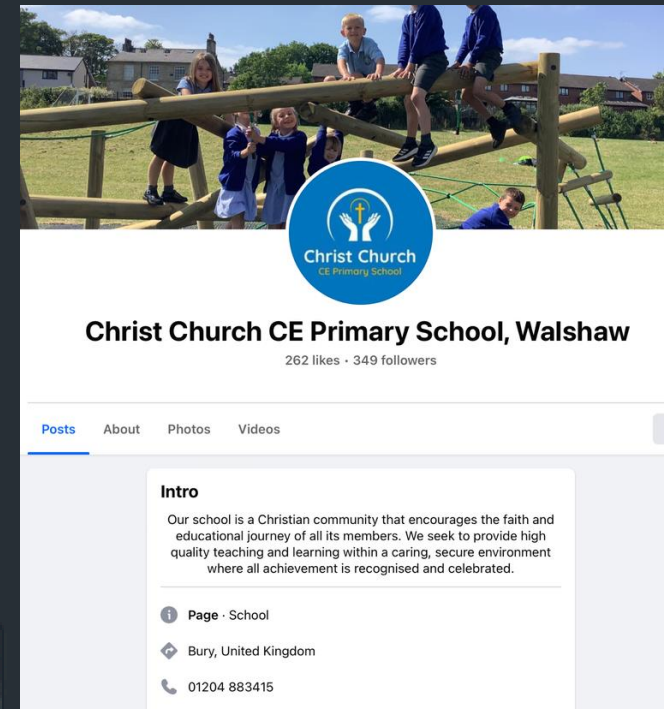 Christ Church
CE Primary School
Christ Church CE Primary School, Walshaw
262 likes · 349 followers
Posts About Photos Videos
Intro
Our school is a Christian community that encourages the faith and
educational journey of all its members. We seek to provide high
quality teaching and learning within a caring, secure environment
where all achievement is recognised and celebrated.
Page · School
Bury, United Kingdom
01204 883415